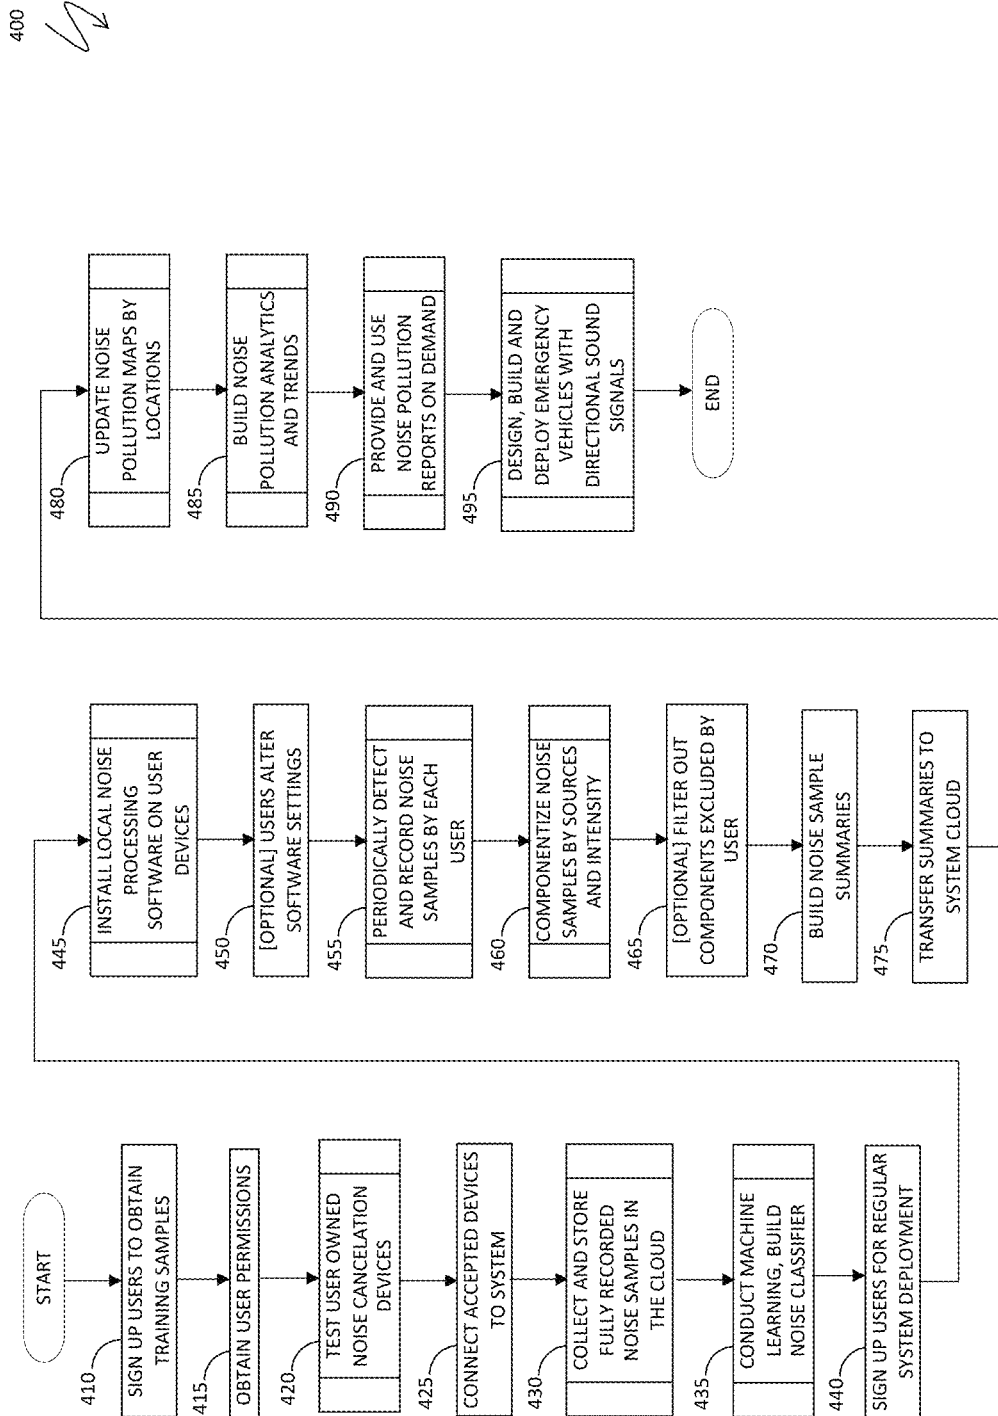 400
START
410
SIGN UP USERS TO OBTAIN
TRAINING SAMPLES
415
OBTAIN USER PERMISSIONS
420
TEST USER OWNED
NOISE CANCELATION
DEVICES
425
CONNECT ACCEPTED DEVICES
TO SYSTEM
430
COLLECT AND STORE
FULLY RECORDED
NOISE SAMPLES IN
THE CLOUD
435
CONDUCT MACHINE
LEARNING, BUILD
NOISE CLASSIFIER
440
SIGN UP USERS FOR REGULAR
SYSTEM DEPLOYMENT
445
INSTALL LOCAL NOISE
PROCESSING
SOFTWARE ON USER
DEVICES
450
[OPTIONAL] USERS ALTER
SOFTWARE SETTINGS
455
PERIODICALLY DETECT
AND RECORD NOISE
SAMPLES BY EACH
USER
460
COMPONENTIZE NOISE
SAMPLES BY SOURCES
AND INTENSITY
465
[OPTIONAL] FILTER OUT
COMPONENTS EXCLUDED BY
USER
470
BUILD NOISE SAMPLE
SUMMARIES
475
TRANSFER SUMMARIES TO
SYSTEM CLOUD
480
UPDATE NOISE
POLLUTION MAPS BY
LOCATIONS
485
BUILD NOISE
POLLUTION ANALYTICS
AND TRENDS
490
PROVIDE AND USE
NOISE POLLUTION
REPORTS ON DEMAND
495
DESIGN, BUILD AND
DEPLOY EMERGENCY
VEHICLES WITH
DIRECTIONAL SOUND
SIGNALS
END